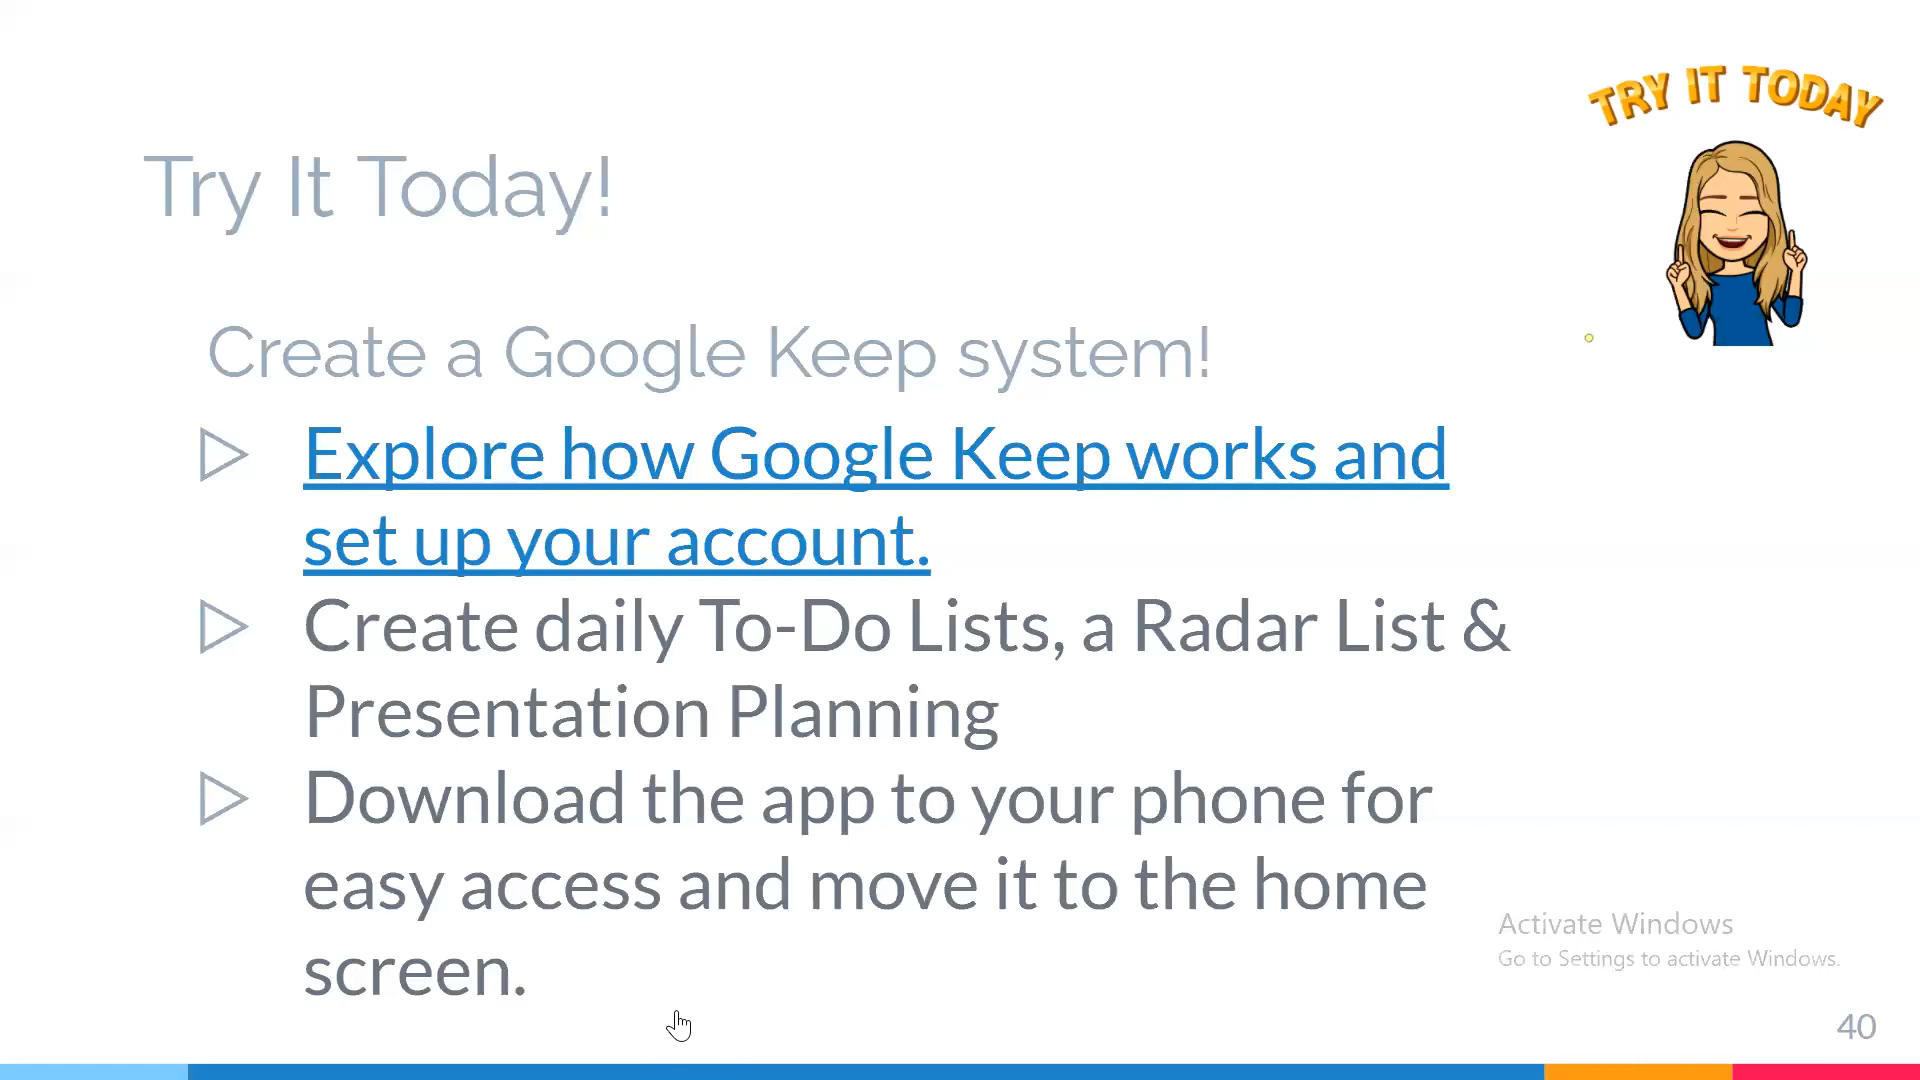 TRY IT TODAY
Try It Today!
Create a Google Keep system!
Explore how Google Keep works and
set up your account.
Create daily To-Do Lists, a Radar List &
Presentation Planning
Download the app to your phone for
easy access and move it to the home
screen.
Activate Windows
Go to Settings to activate Windows.
40